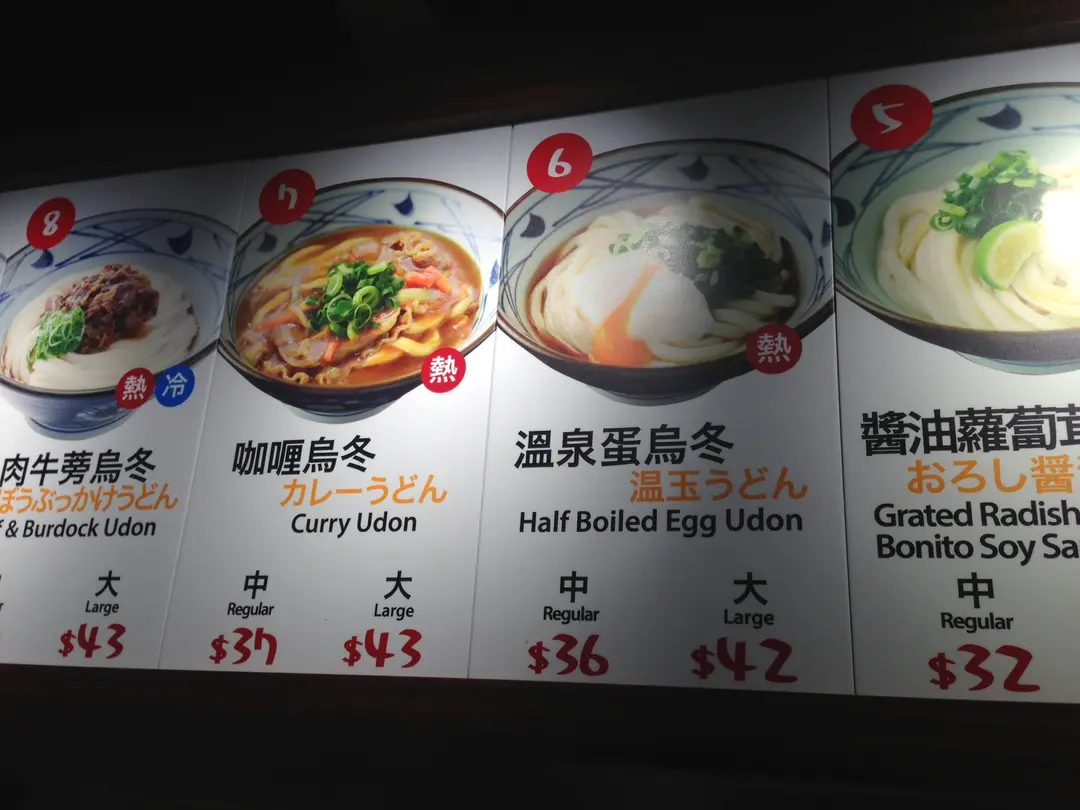 8
熱 冷
肉牛蒡烏冬
ぼうぶっかけうどん
& Burdock Udon
大
Large
$43
7
熱
咖喱烏冬
カレーうどん
Curry Udon
中 大
Regular Large
$37 $43
6
熱
溫泉蛋烏冬
温玉うどん
Half Boiled Egg Udon
中 大
Regular Large
$36 $42
5
醬油蘿蔔茸
おろし醤
Grated Radish
Bonito Soy
中
Regular
$32